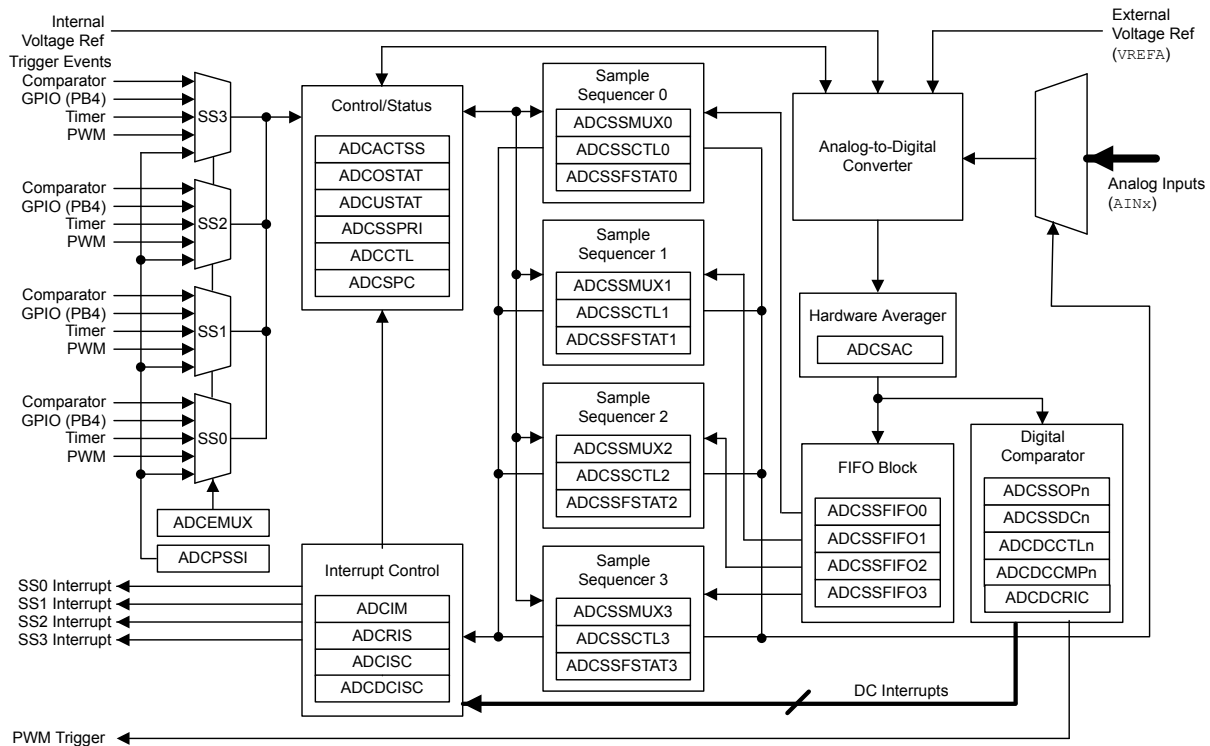 Internal
Voltage Ref
Trigger Events
Comparator
GPIO (PB4)
Timer
PWM
SS3
Comparator
GPIO (PB4)
Timer
PWM
SS2
Comparator
GPIO (PB4)
Timer
PWM
SS1
Comparator
GPIO (PB4)
Timer
PWM
SS0
ADCEMUX
ADCPSSI
SS0 Interrupt
SS1 Interrupt
SS2 Interrupt
SS3 Interrupt
PWM Trigger
Control/Status
ADCACTSS
ADCOSTAT
ADCUSTAT
ADCSSPRI
ADCCTL
ADCSPC
Interrupt Control
ADCIM
ADCRIS
ADCISC
ADCDCISC
Sample
Sequencer 0
ADCSSMUX0
ADCSSCTL0
ADCSSFSTAT0
Sample
Sequencer 1
ADCSSMUX1
ADCSSCTL1
ADCSSFSTAT1
Sample
Sequencer 2
ADCSSMUX2
ADCSSCTL2
ADCSSFSTAT2
Sample
Sequencer 3
ADCSSMUX3
ADCSSCTL3
ADCSSFSTAT3
External
Voltage Ref
(VREFA)
Analog-to-Digital
Converter
Analog Inputs
(AINx)
Hardware Averager
ADCSAC
FIFO Block
ADCSSFIFO0
ADCSSFIFO1
ADCSSFIFO2
ADCSSFIFO3
Digital
Comparator
ADCSSOPn
ADCSSDCn
ADCDCCTLn
ADCDCCMPn
ADCDCRIC
DC Interrupts